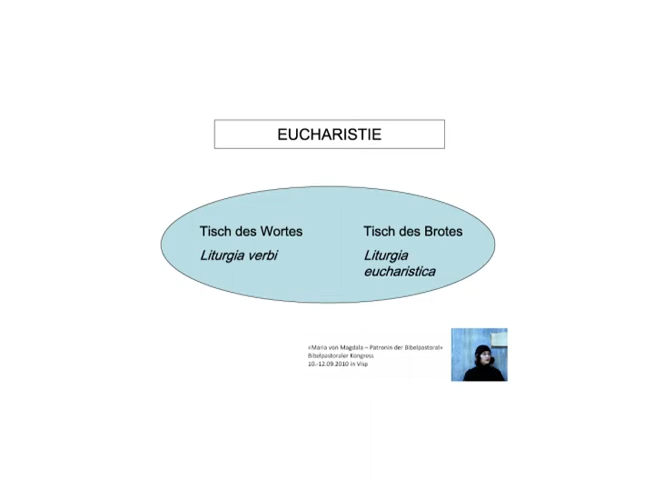 EUCHARISTIE
Tisch des Wortes
Liturgia verbi
Tisch des Brotes
Liturgia
eucharistica
«Maria von Magdala – Patronin der Bibelpastoral»
Bibelpastoraler Kongress
10.-12.09.2010 in Visp